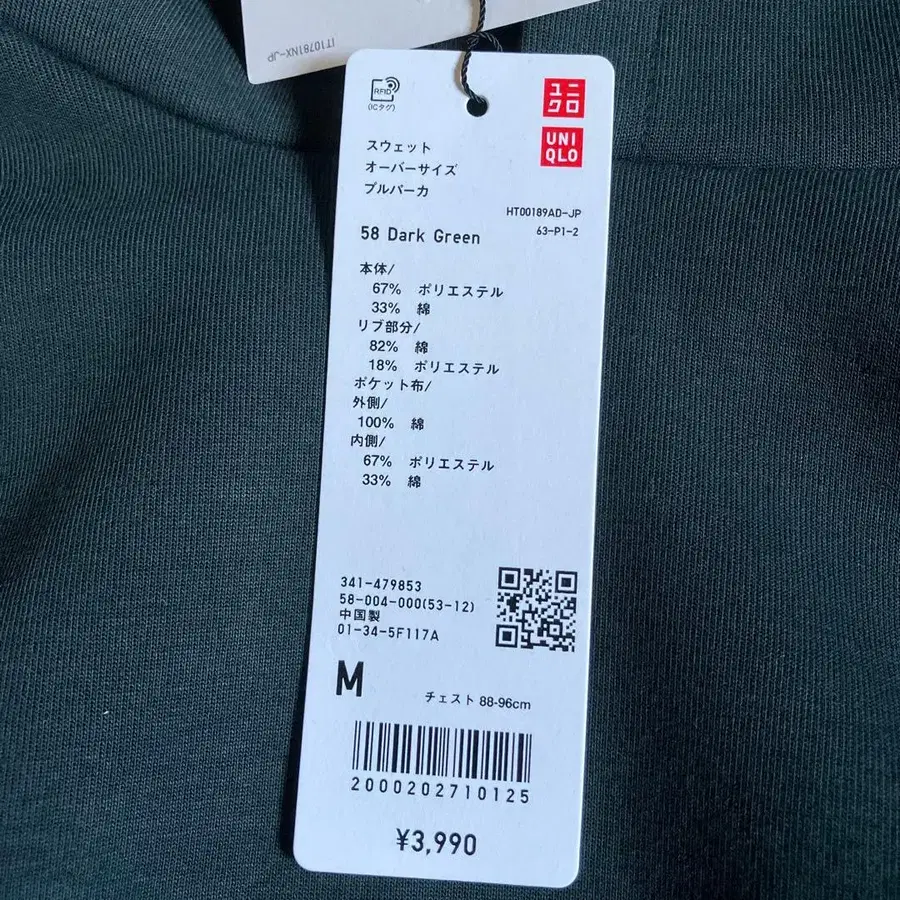 IT10781NX-JP
RFID
(ICタグ)
ユニ
クロ
UNI
QLO
スウェット
オーバーサイズ
プルパーカ
HT00189AD-JP
63-P1-2
58 Dark Green
本体/
67% ポリエステル
33% 綿
リブ部分/
82% 綿
18% ポリエステル
ポケット布/
外側/
100% 綿
内側/
67% ポリエステル
33% 綿
341-479853
58-004-000(53-12)
中国製
01-34-5F117A
M
チェスト 88-96cm
2000202710125
¥3,990